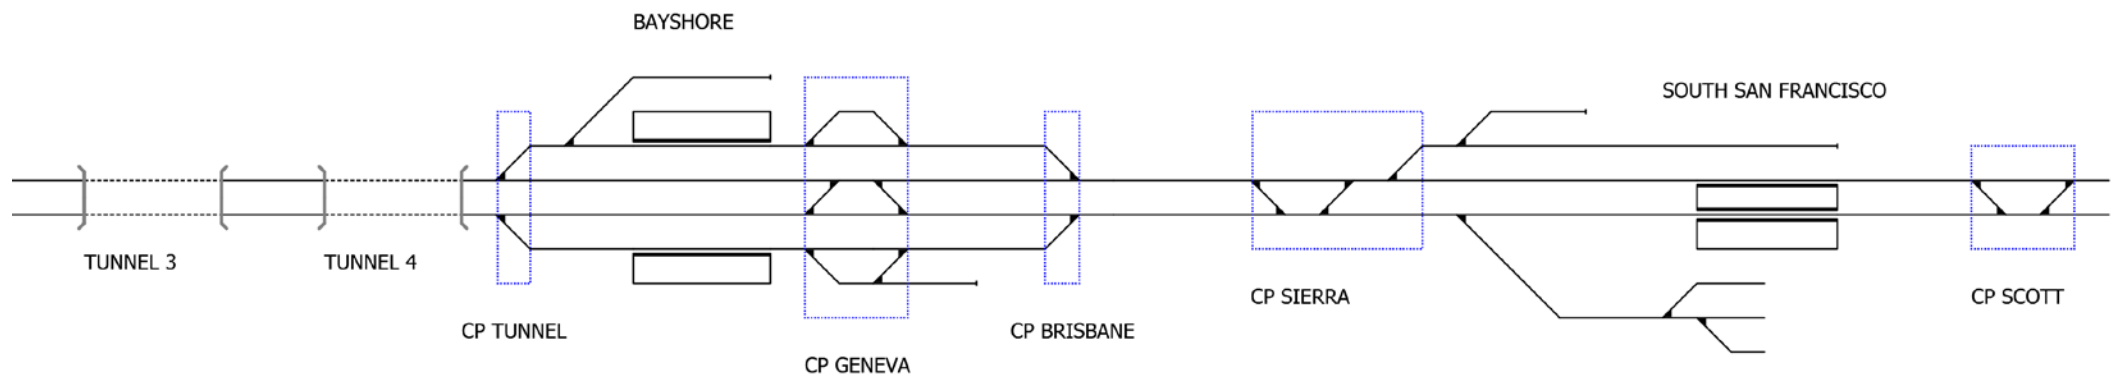 BAYSHORE
SOUTH SAN FRANCISCO
TUNNEL 3
TUNNEL 4
CP SIERRA
CP SCOTT
CP TUNNEL
CP BRISBANE
CP GENEVA